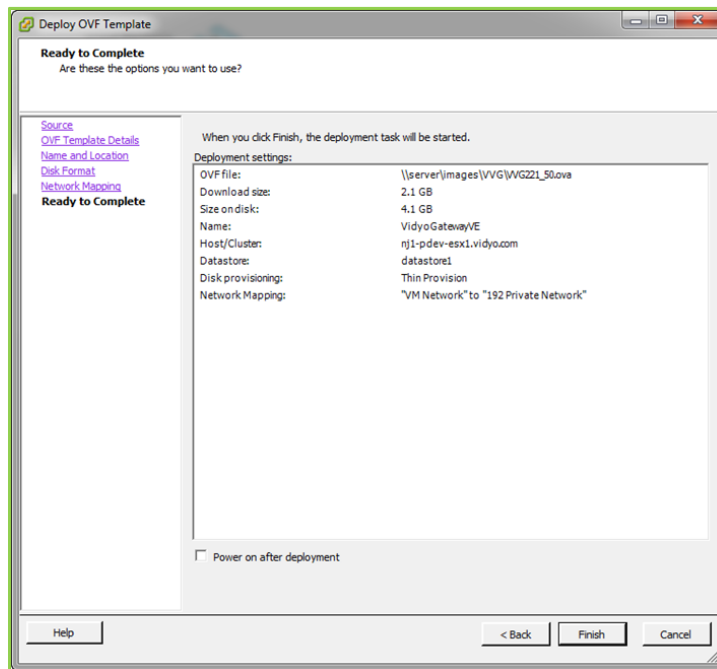 Deploy OVF Template
Ready to Complete
Are these the options you want to use?
Source
OVF Template Details
Name and Location
Disk Format
Network Mapping
Ready to Complete
When you click Finish, the deployment task will be started.
Deployment settings:
OVF file: \\server\images\VVG\VVG221_50.ova
Download size: 2.1 GB
Size on disk: 4.1 GB
Name: VidyoGatewayVE
Host/Cluster: nj1-pdev-esx1.vidyo.com
Datastore: datastore1
Disk provisioning: Thin Provision
Network Mapping: "VM Network" to "192 Private Network"
Power on after deployment
Help < Back Finish Cancel